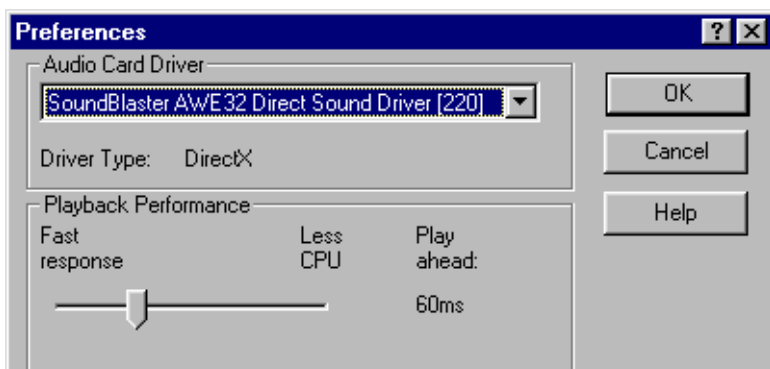 Preferences
Audio Card Driver
SoundBlaster AWE32 Direct Sound Driver [220]
OK
Driver Type: DirectX
Cancel
Playback Performance
Help
Fast response
Less CPU
Play ahead:
60ms